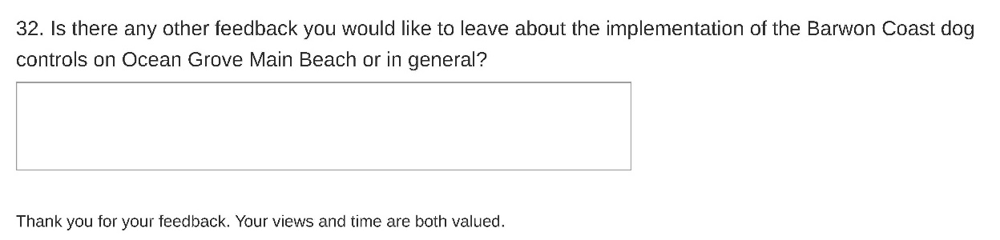 32. Is there any other feedback you would like to leave about the implementation of the Barwon Coast dog
controls on Ocean Grove Main Beach or in general?
Thank you for your feedback. Your views and time are both valued.